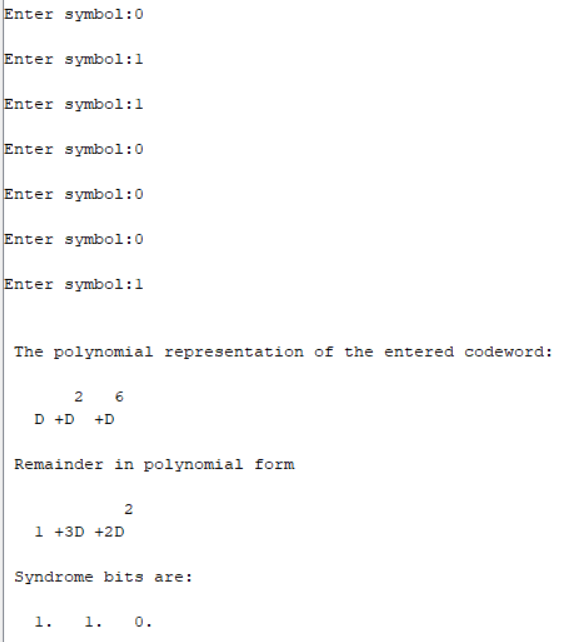 Enter symbol:0
Enter symbol:1
Enter symbol:1
Enter symbol:0
Enter symbol:0
Enter symbol:0
Enter symbol:1
The polynomial representation of the entered codeword:
2 6
D +D +D
Remainder in polynomial form
2
1 +3D +2D
Syndrome bits are:
1. 1. 0.